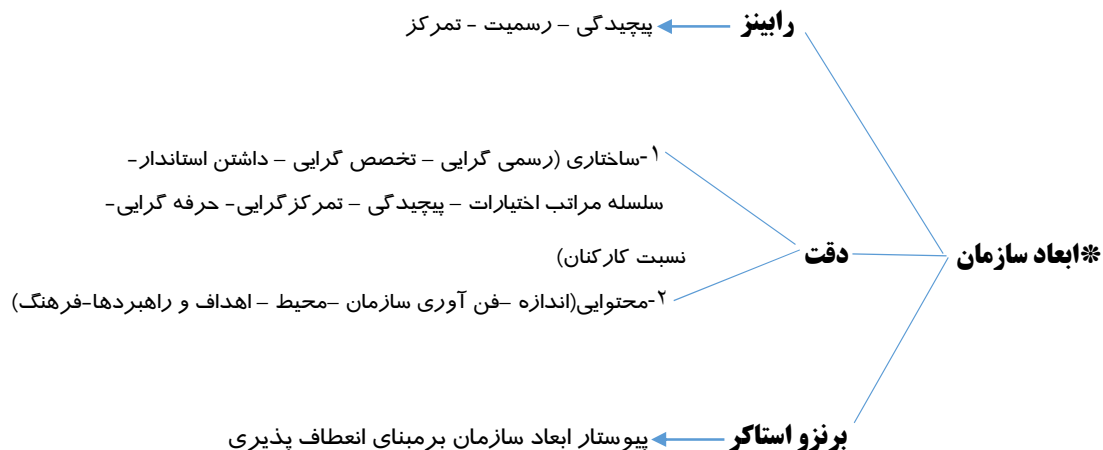 رابینز پیچیدگی – رسمیت - تمرکز
۱-ساختاری (رسمی گرایی – تخصص گرایی – داشتن استاندار-
سلسله مراتب اختیارات – پیچیدگی – تمرکزگرایی- حرفه گرایی-
*ابعاد سازمان دقت نسبت کارکنان)
۲-محتوایی(اندازه –فن آوری سازمان –محیط – اهداف و راهبردها-فرهنگ)
برنزو استاکر پیوستار ابعاد سازمان برمبنای انعطاف پذیری